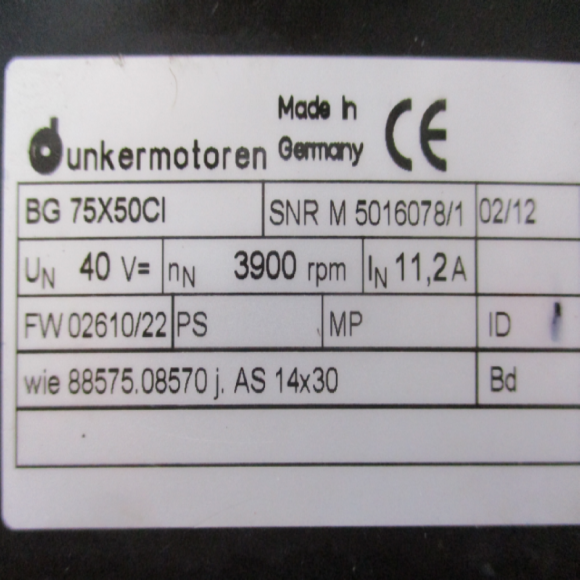 dunkermotoren Made in Germany CE
BG 75X50CI SNR M 5016078/1 02/12
UN 40 V= nN 3900 rpm IN 11,2 A
FW 02610/22 PS MP ID
wie 88575.08570 j. AS 14x30 Bd